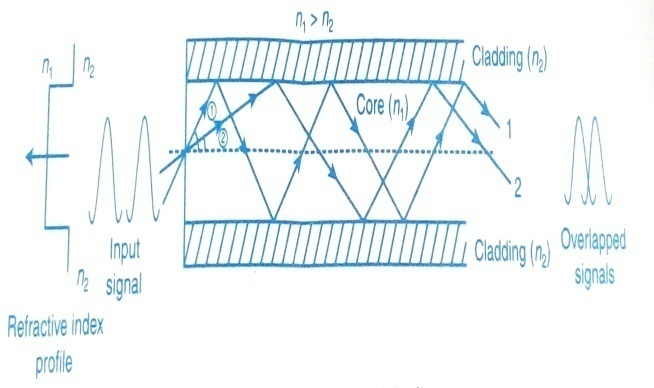 n₁ > n₂
n₁
n₂
Cladding (n₂)
Core (n₁)
①
②
1
2
Input
signal
n₂
Cladding (n₂)
Overlapped
signals
Refractive index
profile